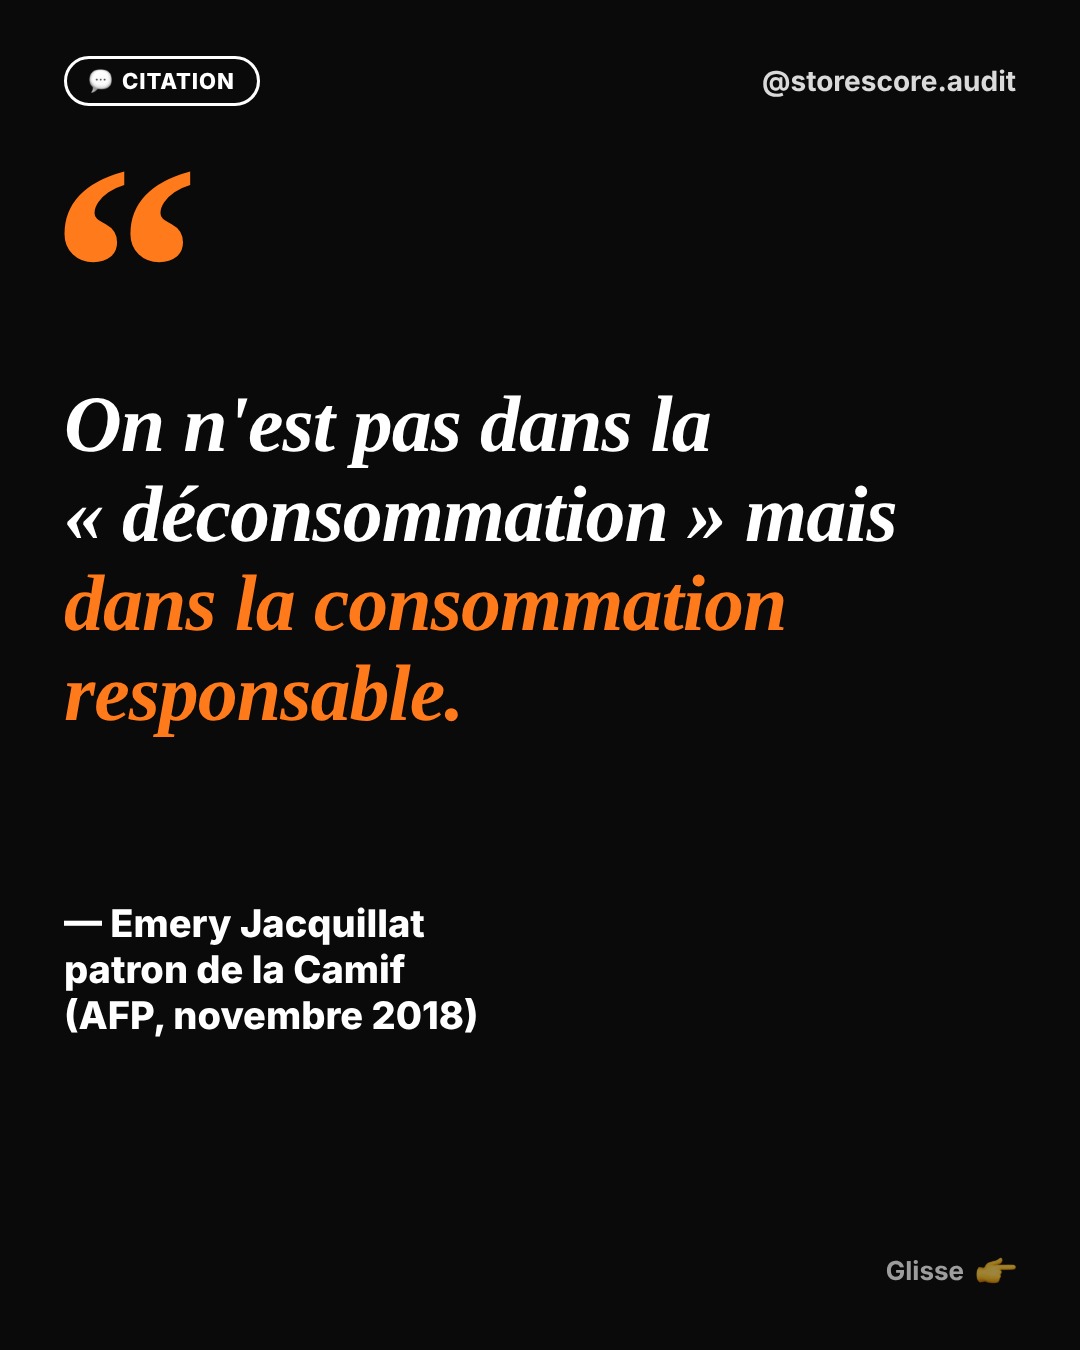 💬 CITATION
@storescore.audit
“
On n'est pas dans la
« déconsommation » mais
dans la consommation
responsable.
— Emery Jacquillat
patron de la Camif
(AFP, novembre 2018)
Glisse 👉